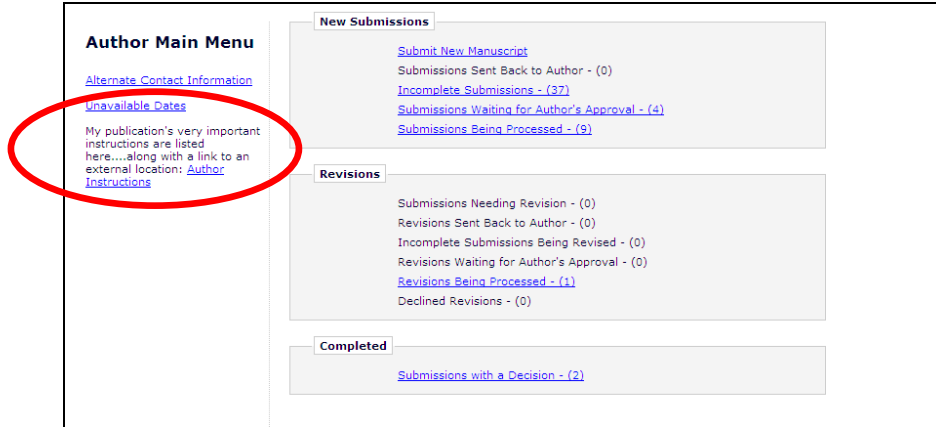 Author Main Menu
Alternate Contact Information
Unavailable Dates
My publication's very important
instructions are listed
here....along with a link to an
external location: Author
Instructions
New Submissions
Submit New Manuscript
Submissions Sent Back to Author - (0)
Incomplete Submissions - (37)
Submissions Waiting for Author's Approval - (4)
Submissions Being Processed - (9)
Revisions
Submissions Needing Revision - (0)
Revisions Sent Back to Author - (0)
Incomplete Submissions Being Revised - (0)
Revisions Waiting for Author's Approval - (0)
Revisions Being Processed - (1)
Declined Revisions - (0)
Completed
Submissions with a Decision - (2)